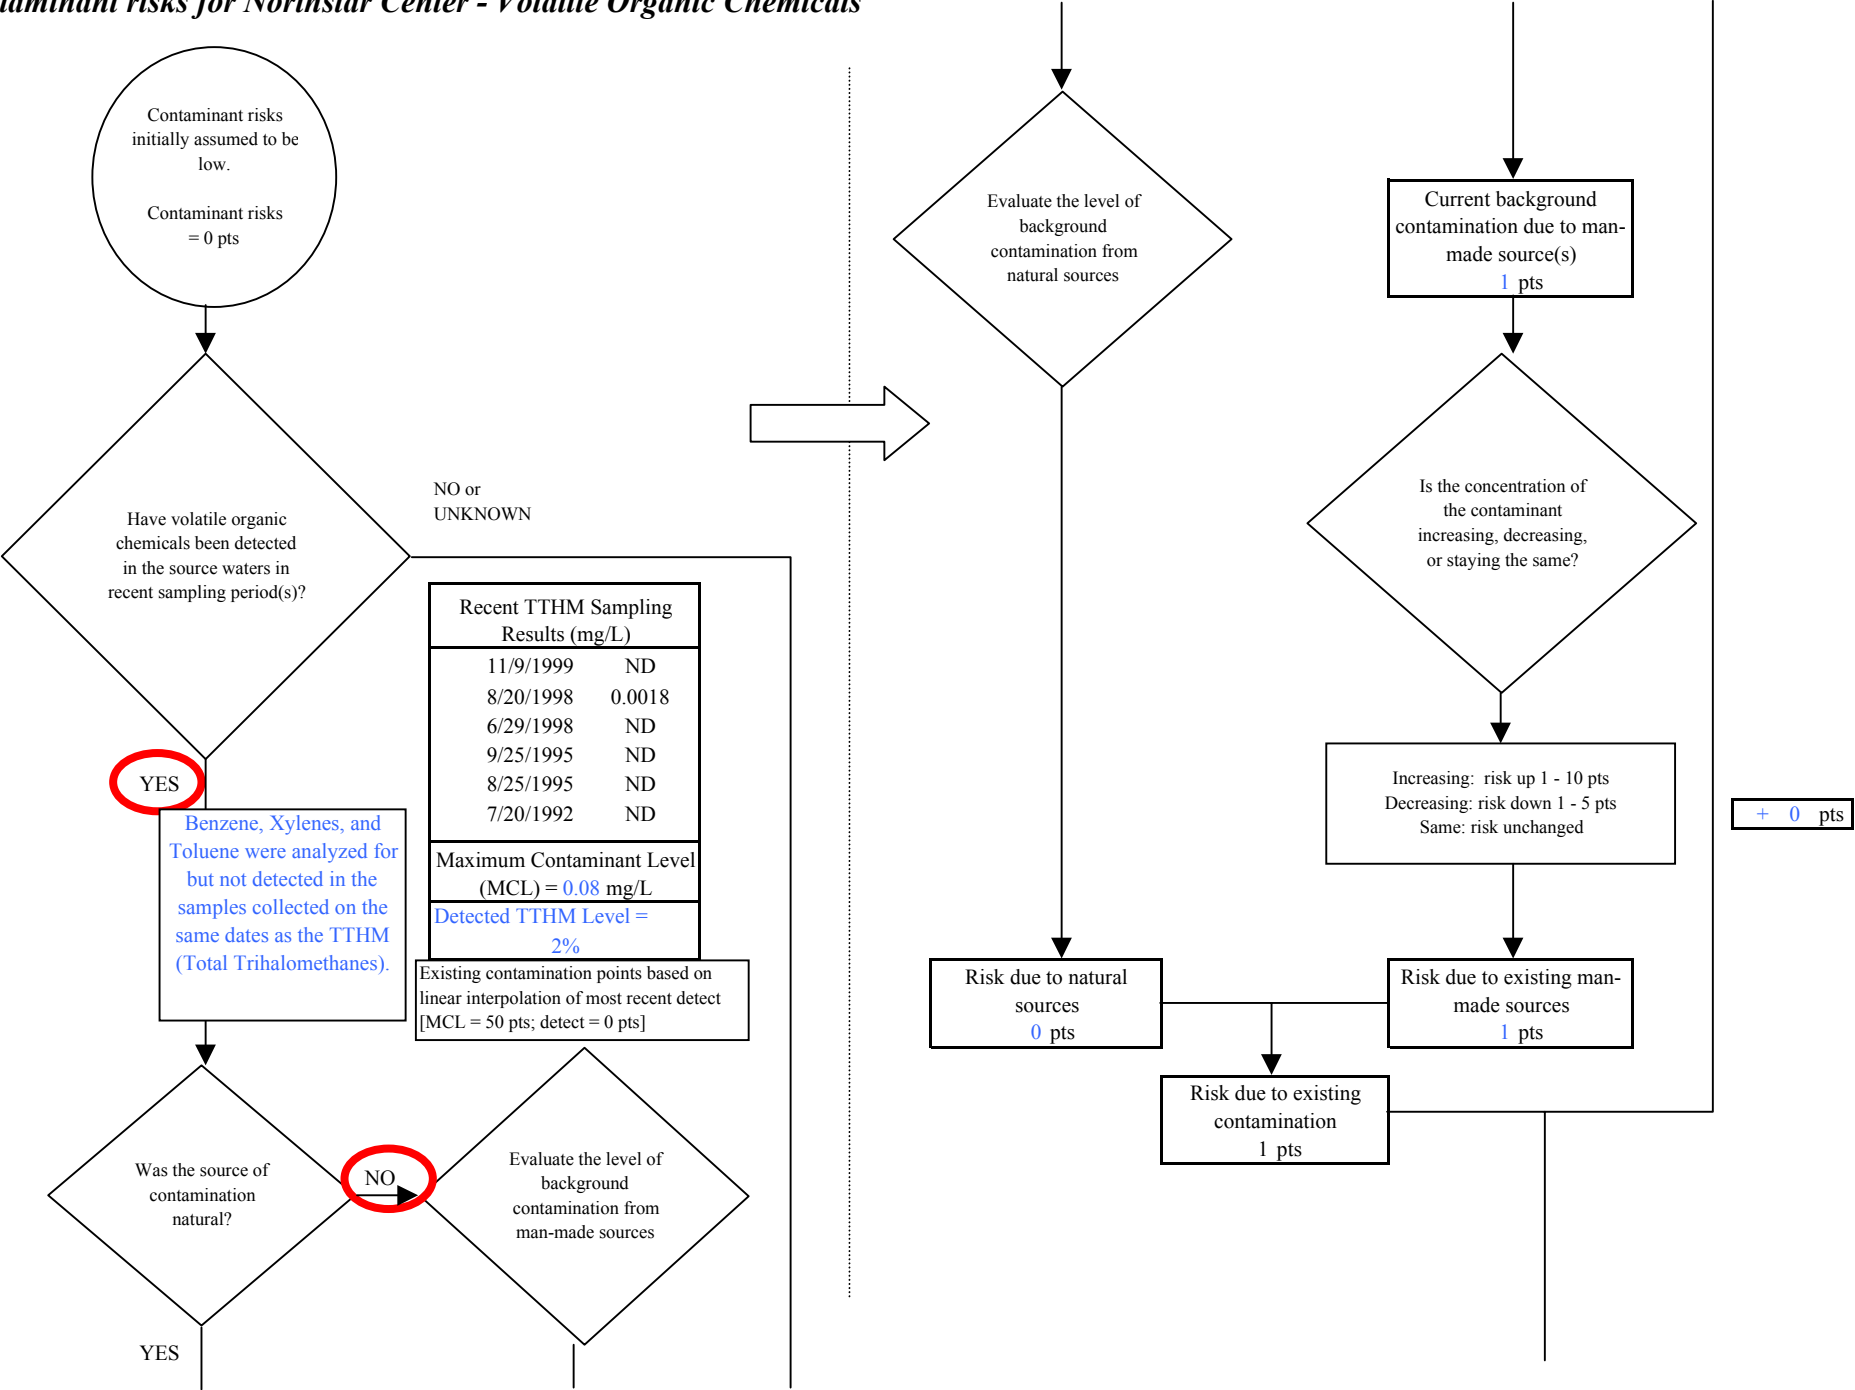 taminant risks for Northstar Center - Volatile Organic Chemicals
Contaminant risks
initially assumed to be
low.
Contaminant risks
= 0 pts
Have volatile organic
chemicals been detected
in the source waters in
recent sampling period(s)?
NO or
UNKNOWN
YES
Benzene, Xylenes, and
Toluene were analyzed for
but not detected in the
samples collected on the
same dates as the TTHM
(Total Trihalomethanes).
Recent TTHM Sampling
Results (mg/L)
11/9/1999 ND
8/20/1998 0.0018
6/29/1998 ND
9/25/1995 ND
8/25/1995 ND
7/20/1992 ND
Maximum Contaminant Level
(MCL) = 0.08 mg/L
Detected TTHM Level =
2%
Existing contamination points based on
linear interpolation of most recent detect
[MCL = 50 pts; detect = 0 pts]
Was the source of
contamination
natural?
NO
Evaluate the level of
background
contamination from
man-made sources
YES
Evaluate the level of
background
contamination from
natural sources
Current background
contamination due to man-
made source(s)
1 pts
Is the concentration of
the contaminant
increasing, decreasing,
or staying the same?
Increasing: risk up 1 - 10 pts
Decreasing: risk down 1 - 5 pts
Same: risk unchanged
+ 0 pts
Risk due to natural
sources
0 pts
Risk due to existing man-
made sources
1 pts
Risk due to existing
contamination
1 pts